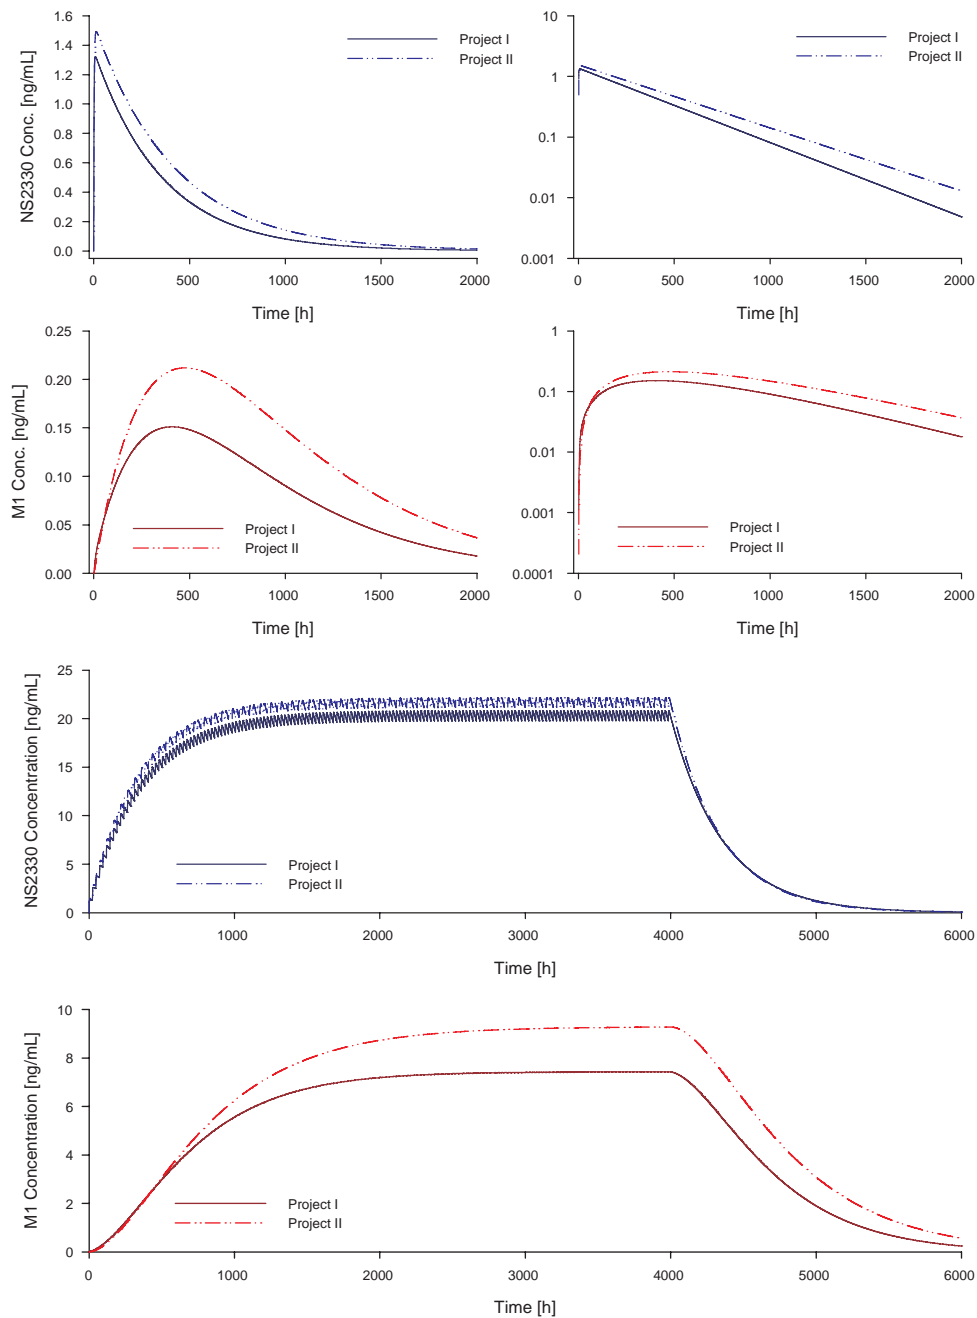 NS2330 Conc. [ng/mL]
1.6
1.4
1.2
1.0
0.8
0.6
0.4
0.2
0.0
Project I
Project II
0 500 1000 1500 2000
Time [h]
10
1
0.1
0.01
0.001
Project I
Project II
0 500 1000 1500 2000
Time [h]
M1 Conc. [ng/mL]
0.25
0.20
0.15
0.10
0.05
0.00
Project I
Project II
0 500 1000 1500 2000
Time [h]
1
0.1
0.01
0.001
0.0001
Project I
Project II
0 500 1000 1500 2000
Time [h]
NS2330 Concentration [ng/mL]
25
20
15
10
5
0
Project I
Project II
0 1000 2000 3000 4000 5000 6000
Time [h]
M1 Concentration [ng/mL]
10
8
6
4
2
0
Project I
Project II
0 1000 2000 3000 4000 5000 6000
Time [h]